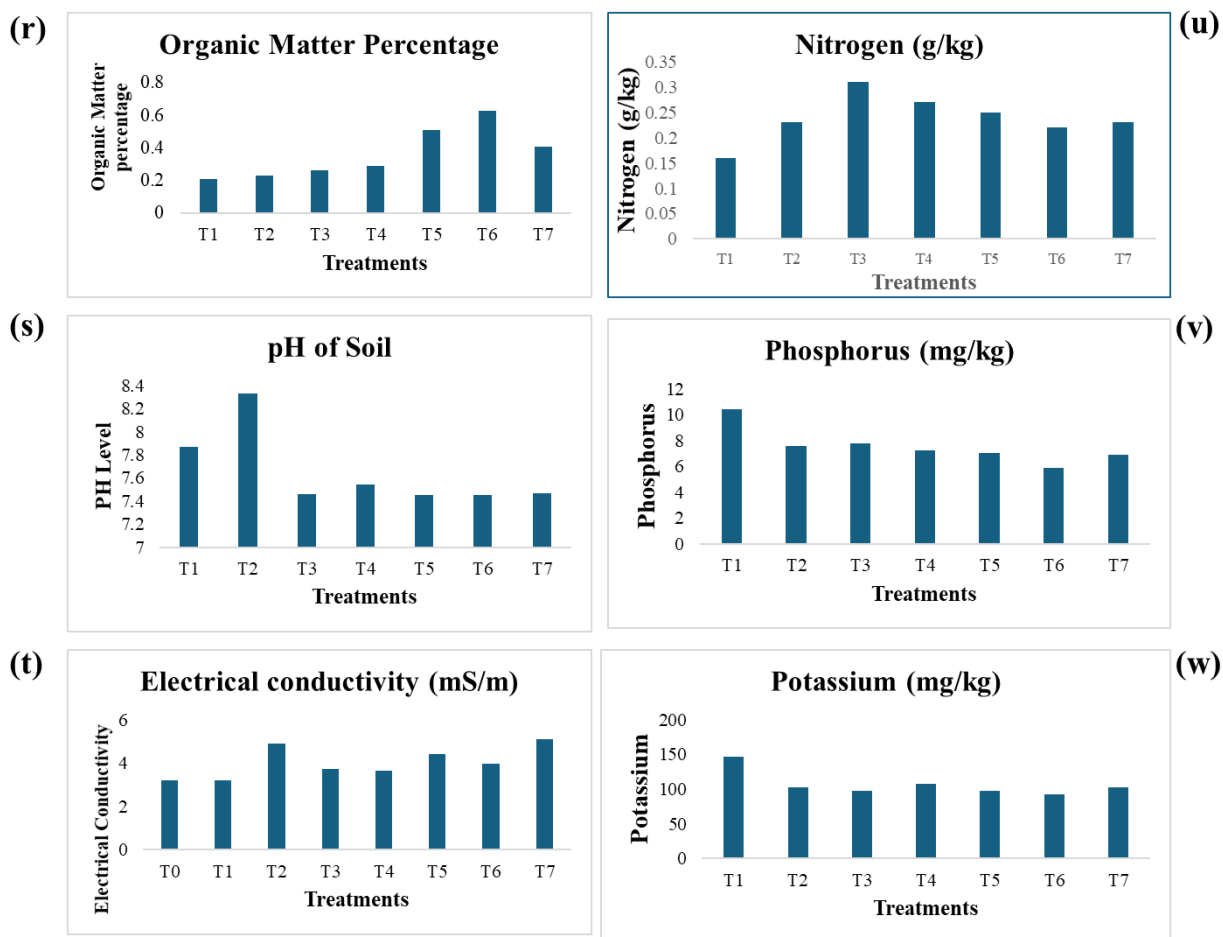 (r)
Organic Matter Percentage
Organic Matter
percentage
0.8
0.6
0.4
0.2
0
T1 T2 T3 T4 T5 T6 T7
Treatments
(u)
Nitrogen (g/kg)
Nitrogen (g/kg)
0.35
0.3
0.25
0.2
0.15
0.1
0.05
0
T1 T2 T3 T4 T5 T6 T7
Treatments
(s)
pH of Soil
PH Level
8.4
8.2
8
7.8
7.6
7.4
7.2
7
T1 T2 T3 T4 T5 T6 T7
Treatments
(v)
Phosphorus (mg/kg)
Phosphorus
12
10
8
6
4
2
0
T1 T2 T3 T4 T5 T6 T7
Treatments
(t)
Electrical conductivity (mS/m)
Electrical Conductivity
6
4
2
0
T0 T1 T2 T3 T4 T5 T6 T7
Treatments
(w)
Potassium (mg/kg)
Potassium
200
150
100
50
0
T1 T2 T3 T4 T5 T6 T7
Treatments